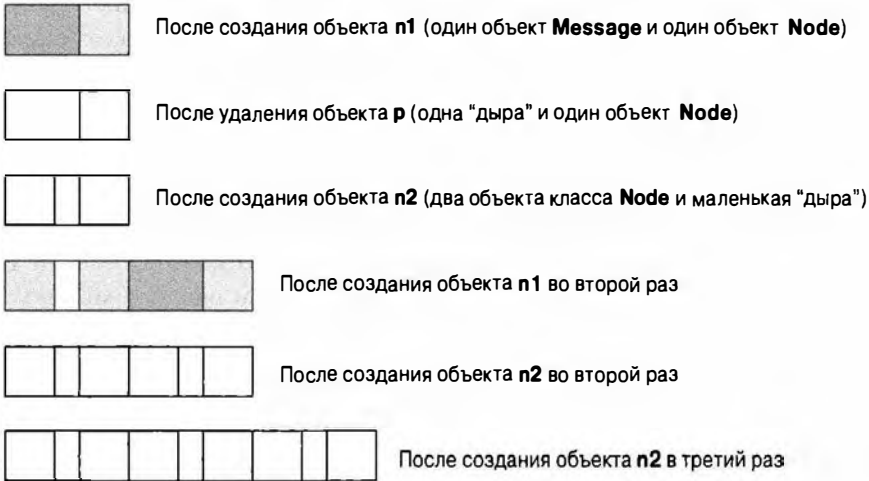 После создания объекта n1 (один объект Message и один объект Node)
После удаления объекта p (одна "дыра" и один объект Node)
После создания объекта n2 (два объекта класса Node и маленькая "дыра")
После создания объекта n1 во второй раз
После создания объекта n2 во второй раз
После создания объекта n2 в третий раз